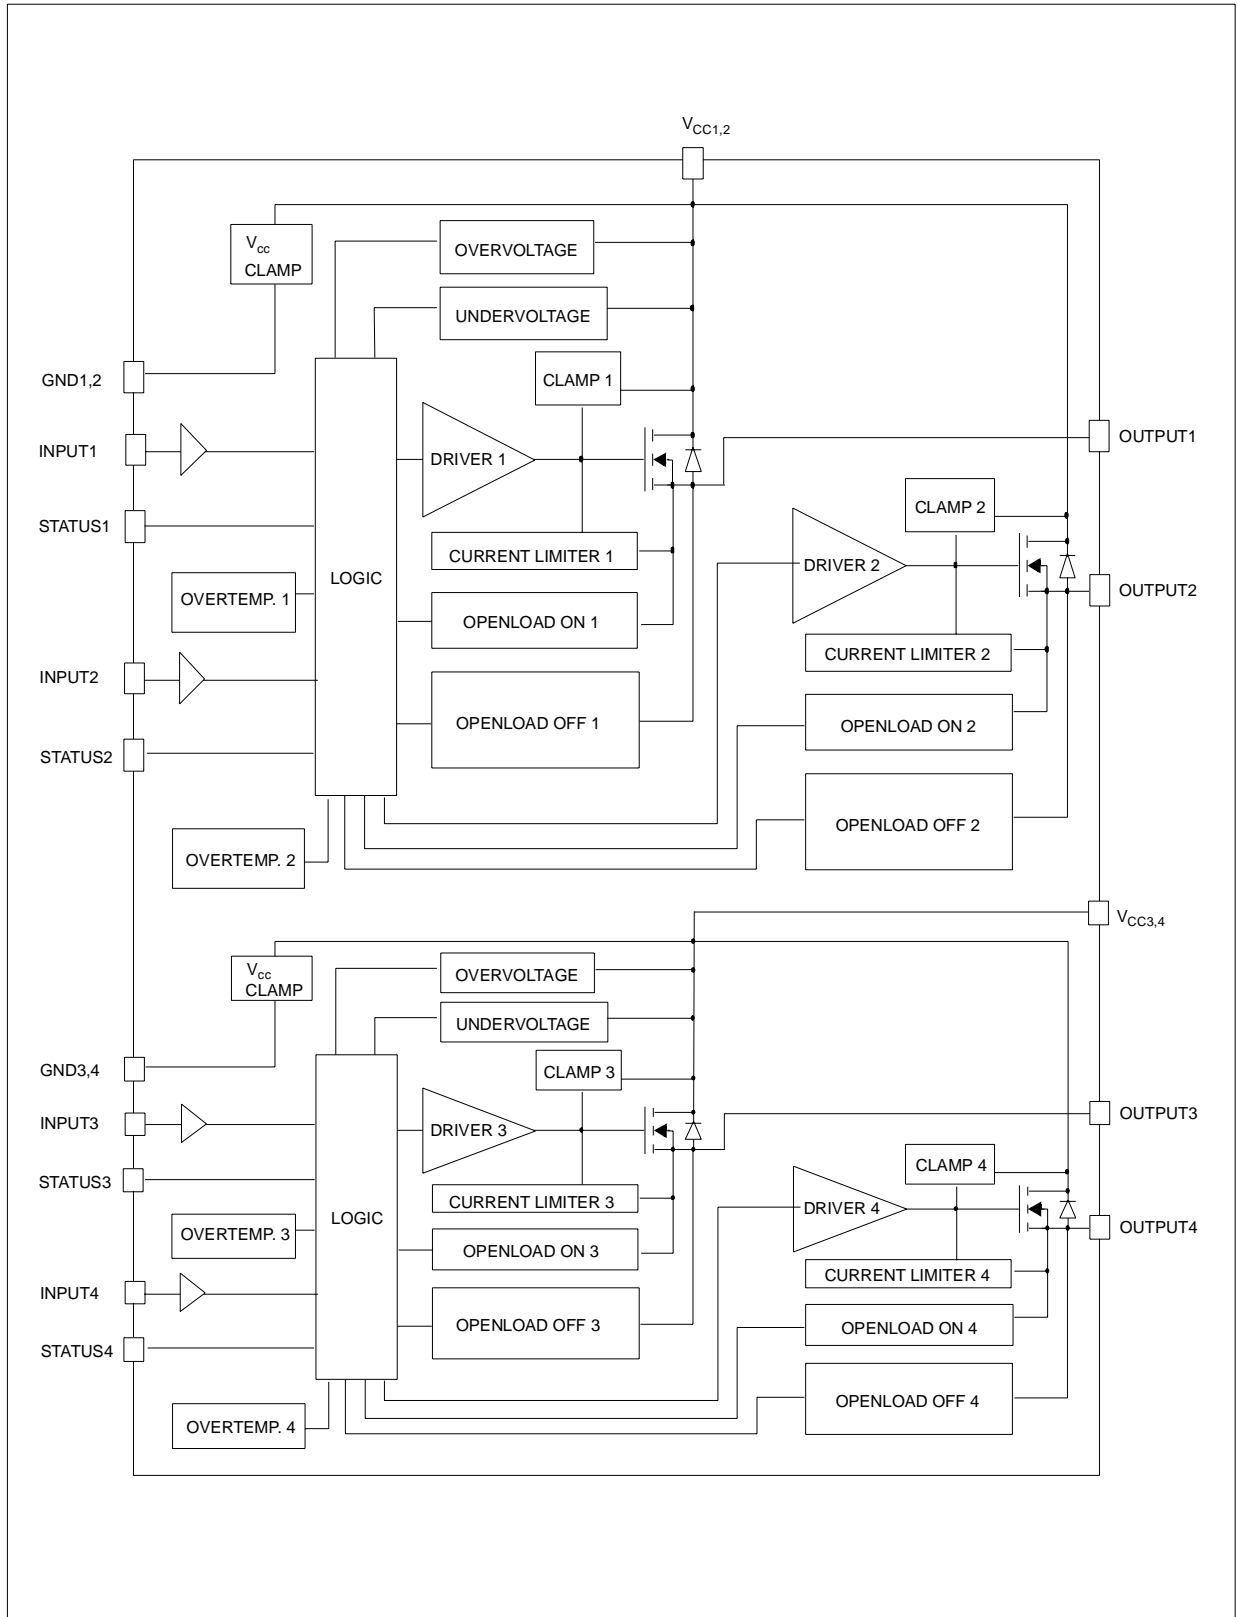 VCC1,2
Vcc
CLAMP
OVERVOLTAGE
UNDERVOLTAGE
GND1,2
CLAMP 1
INPUT1
DRIVER 1
OUTPUT1
STATUS1
CURRENT LIMITER 1
CLAMP 2
LOGIC
DRIVER 2
OVERTEMP. 1
OPENLOAD ON 1
OUTPUT2
INPUT2
CURRENT LIMITER 2
OPENLOAD OFF 1
OPENLOAD ON 2
STATUS2
OPENLOAD OFF 2
OVERTEMP. 2
VCC3,4
Vcc
CLAMP
OVERVOLTAGE
UNDERVOLTAGE
GND3,4
CLAMP 3
INPUT3
DRIVER 3
OUTPUT3
STATUS3
CURRENT LIMITER 3
CLAMP 4
LOGIC
DRIVER 4
OVERTEMP. 3
OPENLOAD ON 3
OUTPUT4
INPUT4
CURRENT LIMITER 4
OPENLOAD OFF 3
OPENLOAD ON 4
STATUS4
OPENLOAD OFF 4
OVERTEMP. 4